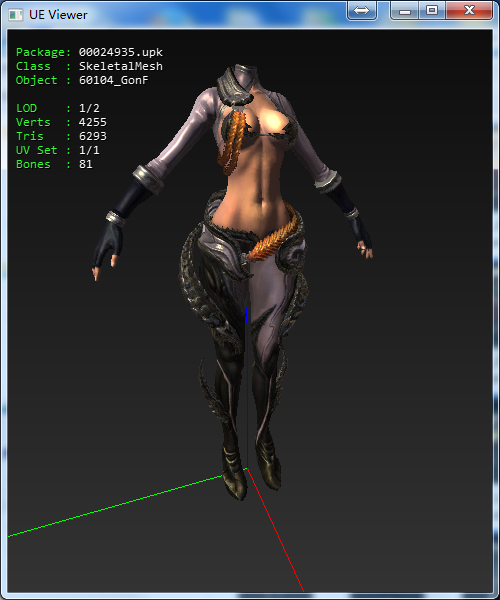 UE Viewer
Package: 00024935.upk
Class : SkeletalMesh
Object : 60104_GonF
LOD : 1/2
Verts : 4255
Tris : 6293
UV Set : 1/1
Bones : 81